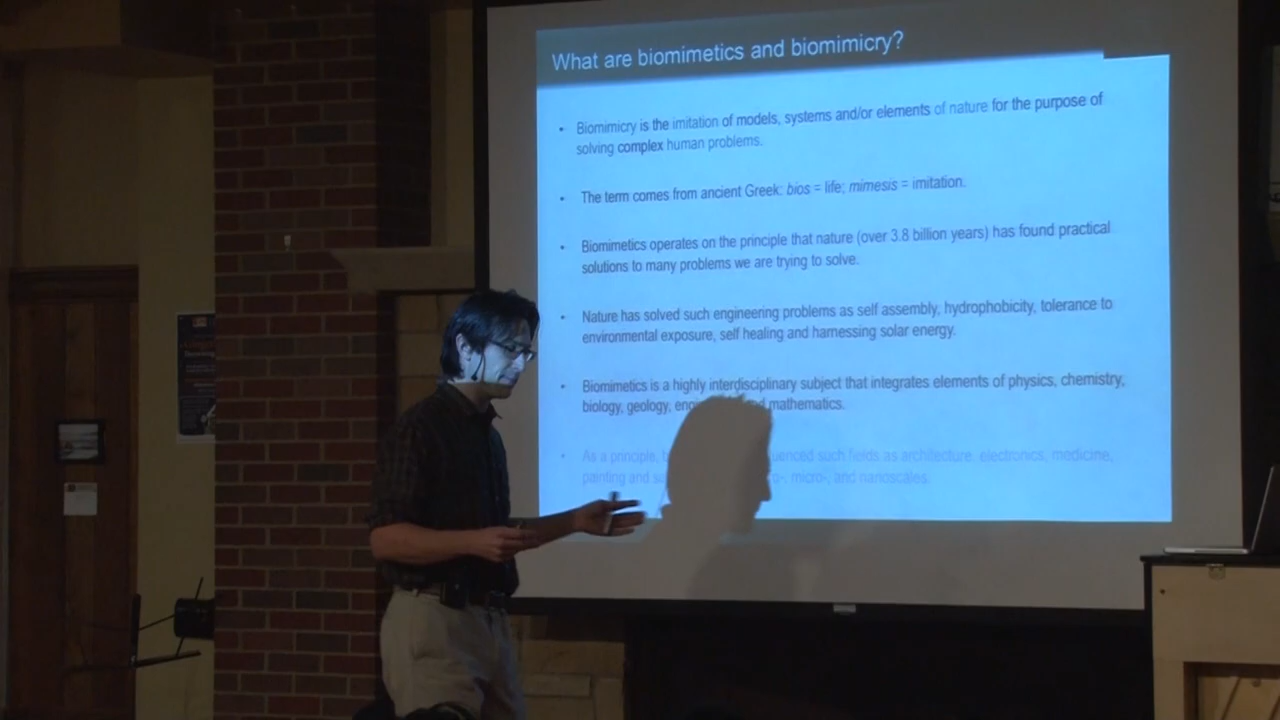 What are biomimetics and biomimicry?
• Biomimicry is the imitation of models, systems and/or elements of nature for the purpose of
solving complex human problems.
• The term comes from ancient Greek: bios = life; mimesis = imitation.
• Biomimetics operates on the principle that nature (over 3.8 billion years) has found practical
solutions to many problems we are trying to solve.
• Nature has solved such engineering problems as self assembly, hydrophobicity, tolerance to
environmental exposure, self healing and harnessing solar energy.
• Biomimetics is a highly interdisciplinary subject that integrates elements of physics, chemistry,
biology, geology, mathematics.
• As a principle, such fields as architecture, electronics, medicine,
painting and micro-, and nanoscales.